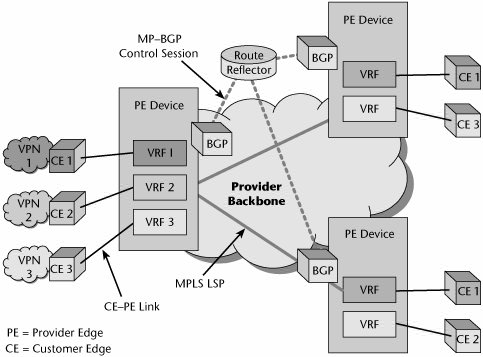 MP–BGP
Control Session
Route
Reflector
BGP
PE Device
VRF
VRF
CE 1
CE 3
PE Device
BGP
VPN
1
CE 1
VRF 1
VPN
2
CE 2
VRF 2
VPN
3
CE 3
VRF 3
Provider
Backbone
PE Device
BGP
VRF
VRF
CE 1
CE 2
MPLS LSP
CE–PE Link
PE = Provider Edge
CE = Customer Edge